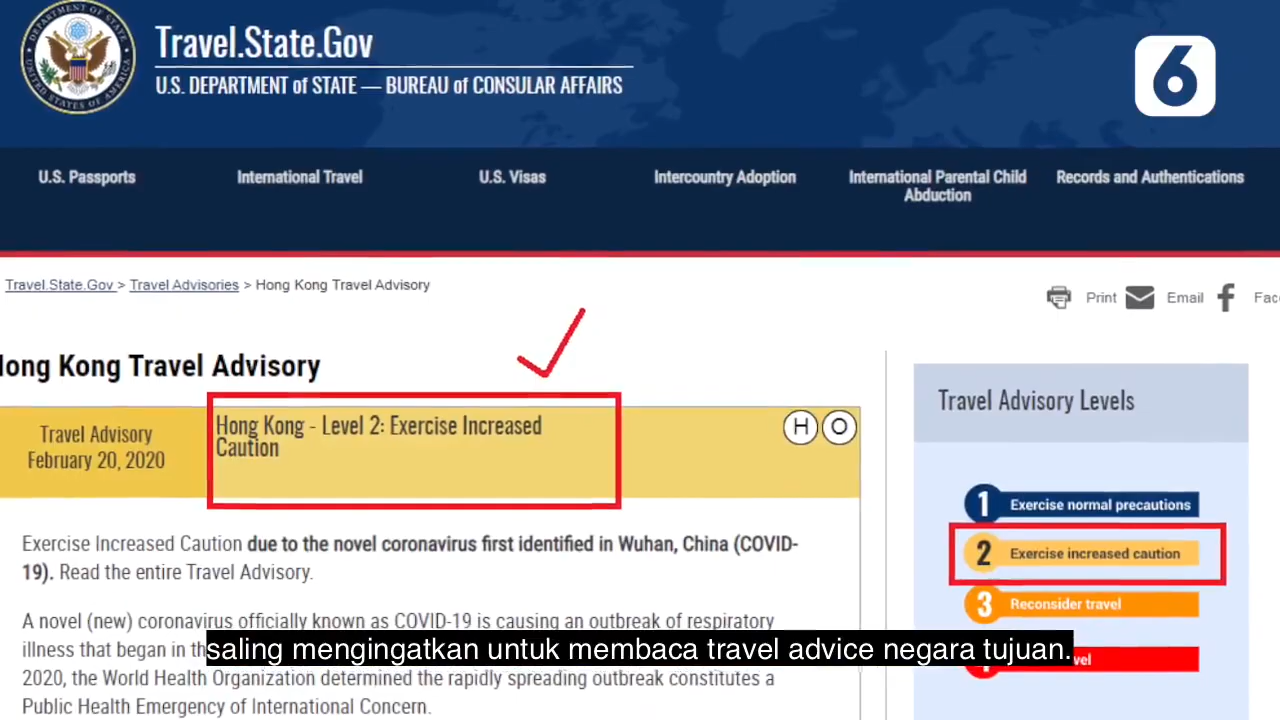 Travel.State.Gov
U.S. DEPARTMENT of STATE — BUREAU of CONSULAR AFFAIRS
6
U.S. Passports
International Travel
U.S. Visas
Intercountry Adoption
International Parental Child
Abduction
Records and Authentications
Travel.State.Gov > Travel Advisories > Hong Kong Travel Advisory
Print
Email
Hong Kong Travel Advisory
Travel Advisory
February 20, 2020
Hong Kong - Level 2: Exercise Increased
Caution
H O
Exercise Increased Caution due to the novel coronavirus first identified in Wuhan, China (COVID-
19). Read the entire Travel Advisory.
A novel (new) coronavirus officially known as COVID-19 is causing an outbreak of respiratory
illness that began in
2020, the World Health Organization determined the rapidly spreading outbreak constitutes a
Public Health Emergency of International Concern.
Travel Advisory Levels
1 Exercise normal precautions
2 Exercise increased caution
3 Reconsider travel
saling mengingatkan untuk membaca travel advice negara tujuan.